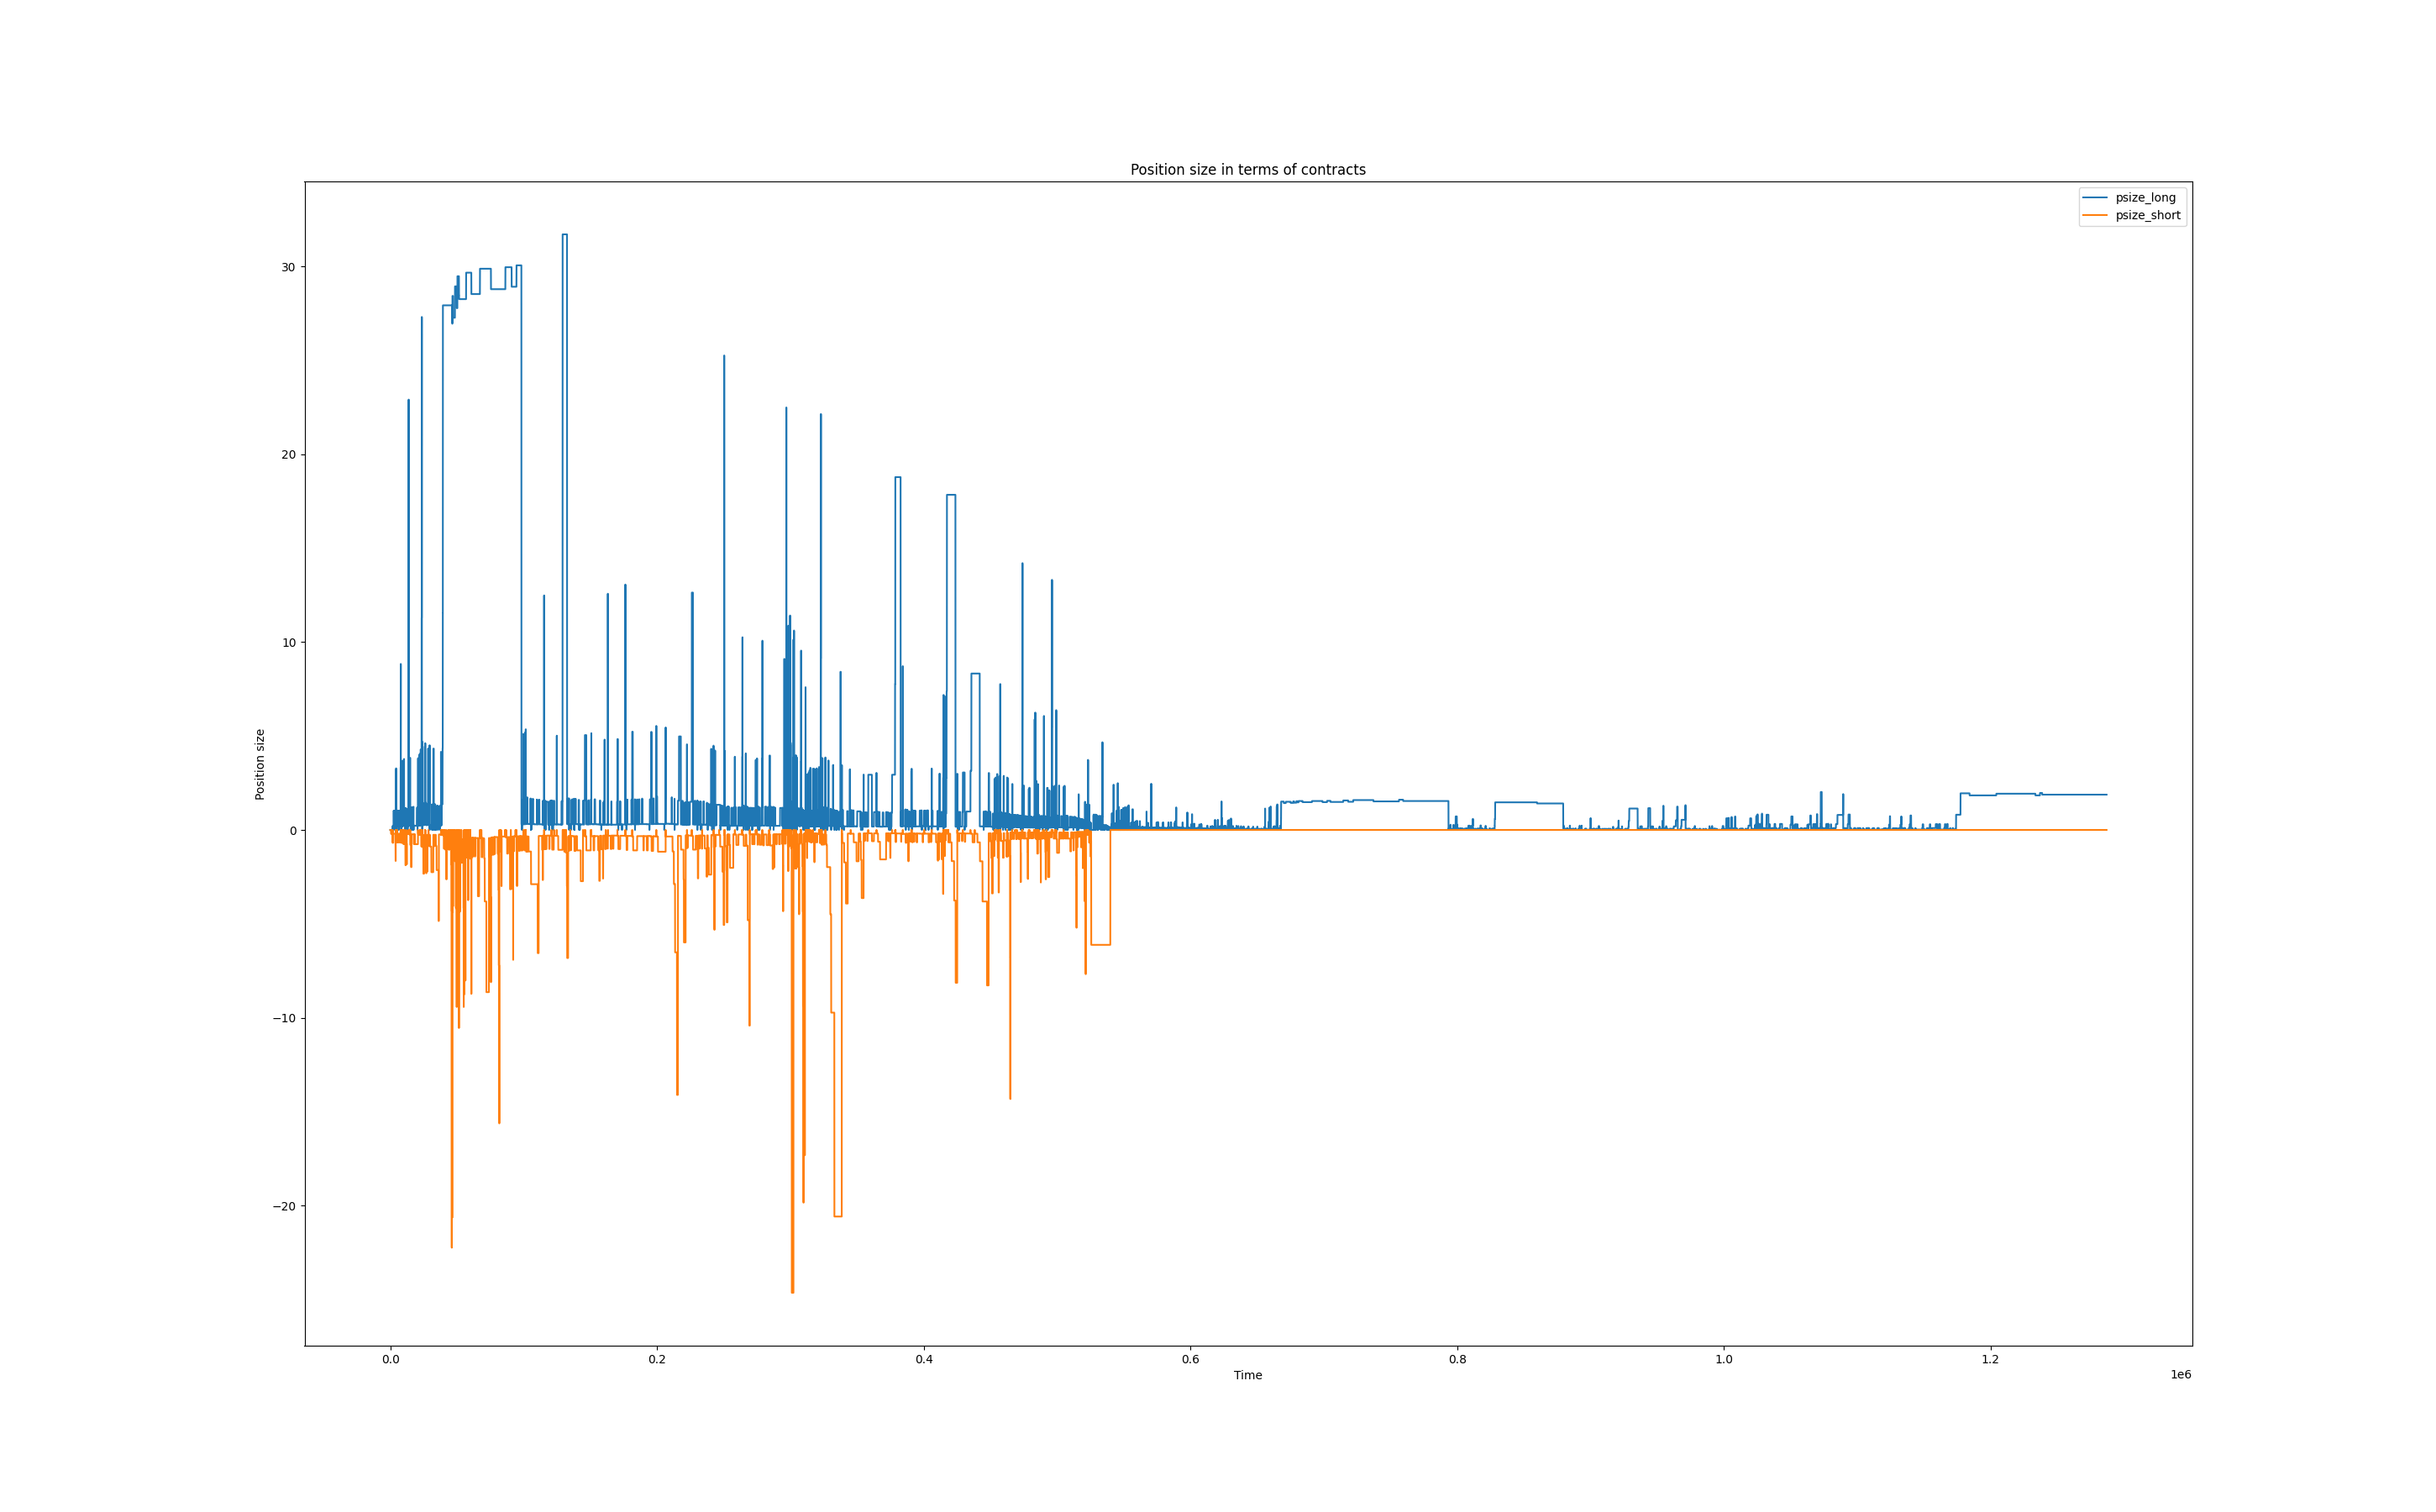 Position size in terms of contracts
psize_long
psize_short
Position size
30
20
10
0
−10
−20
0.0
0.2
0.4
0.6
0.8
1.0
1.2
1e6
Time